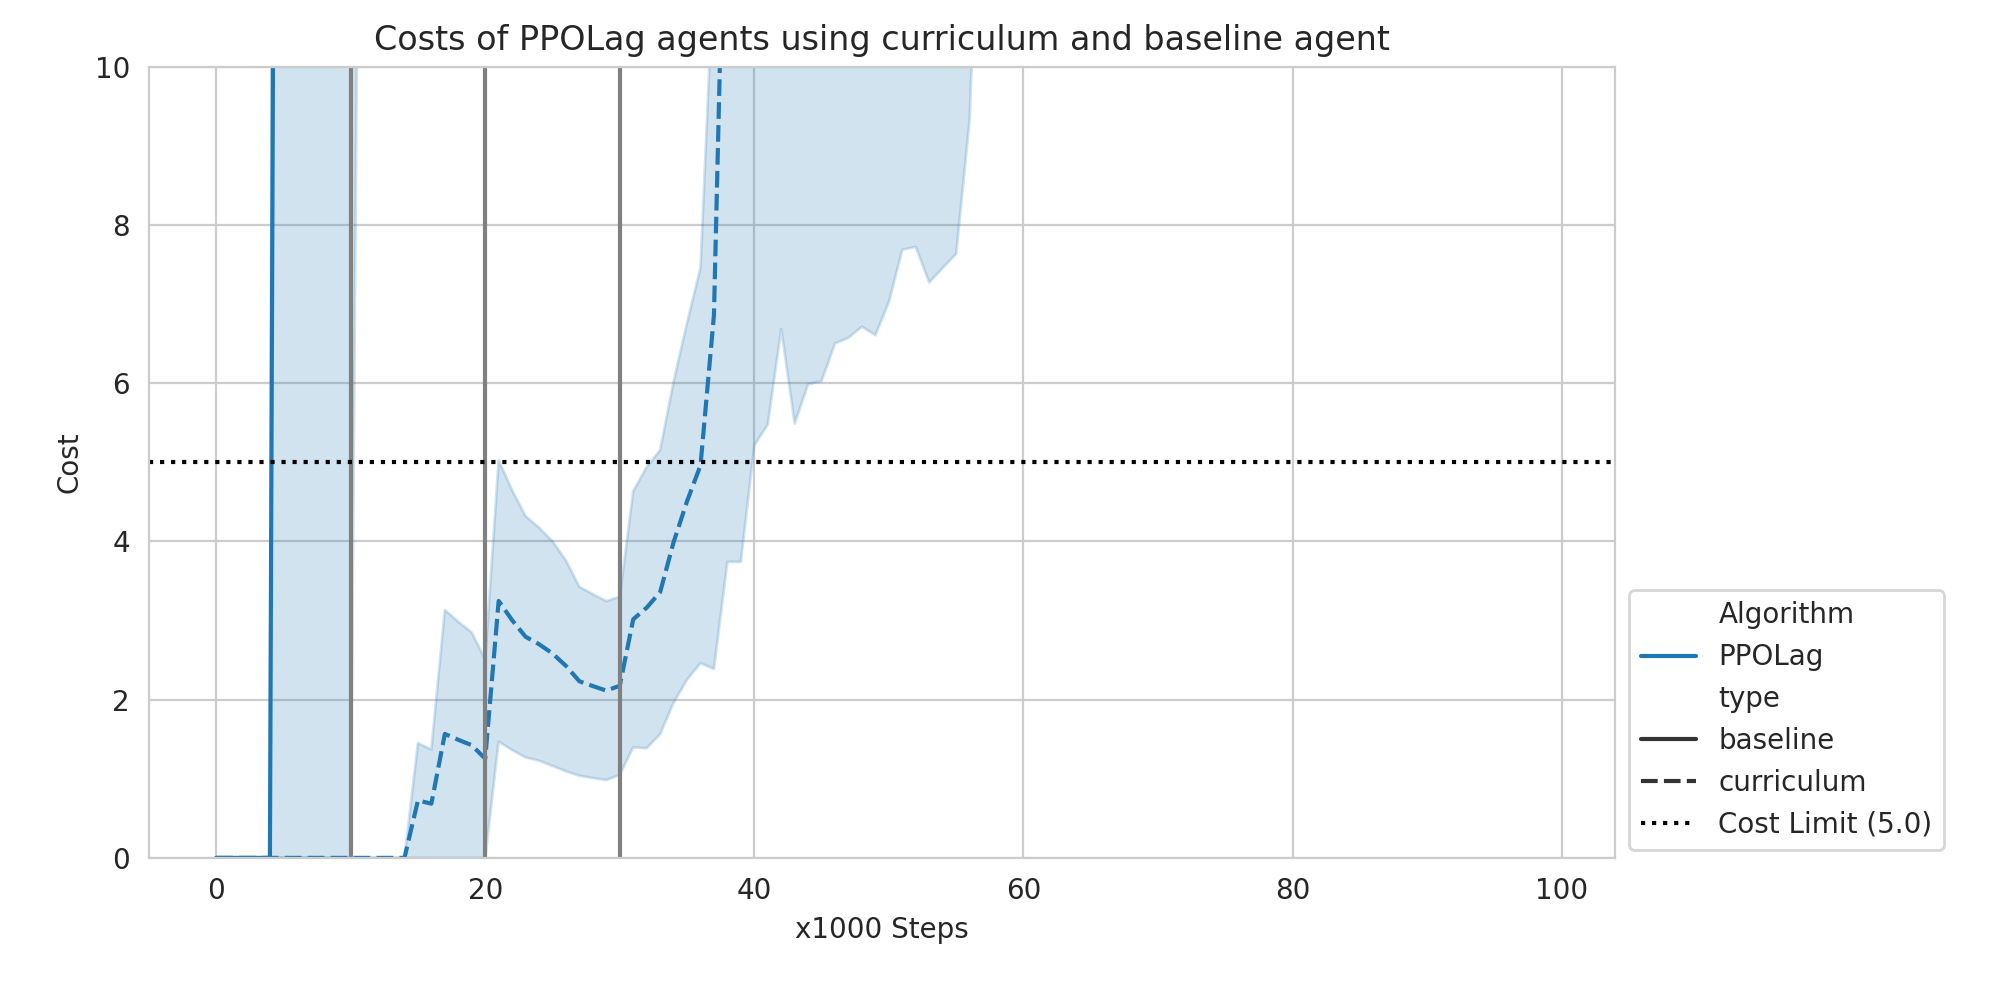 Costs of PPOLag agents using curriculum and baseline agent
10
8
6
4
2
0
Cost
0 20 40 60 80 100
x1000 Steps
Algorithm
PPOLag
type
baseline
curriculum
Cost Limit (5.0)